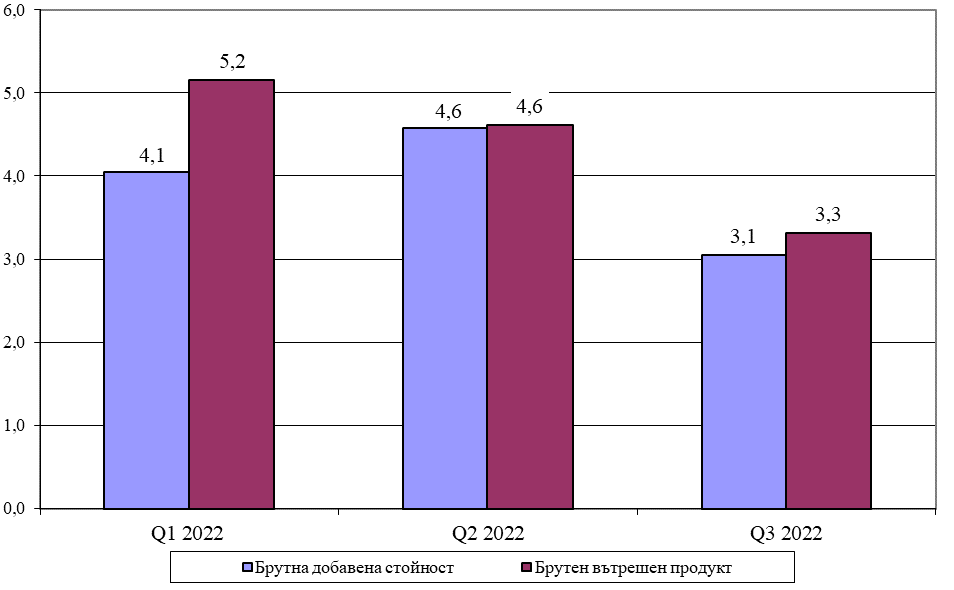 6,0
5,0
4,0
3,0
2,0
1,0
0,0
4,1
5,2
4,6
4,6
3,1
3,3
Q1 2022
Q2 2022
Q3 2022
Брутна добавена стойност
Брутен вътрешен продукт